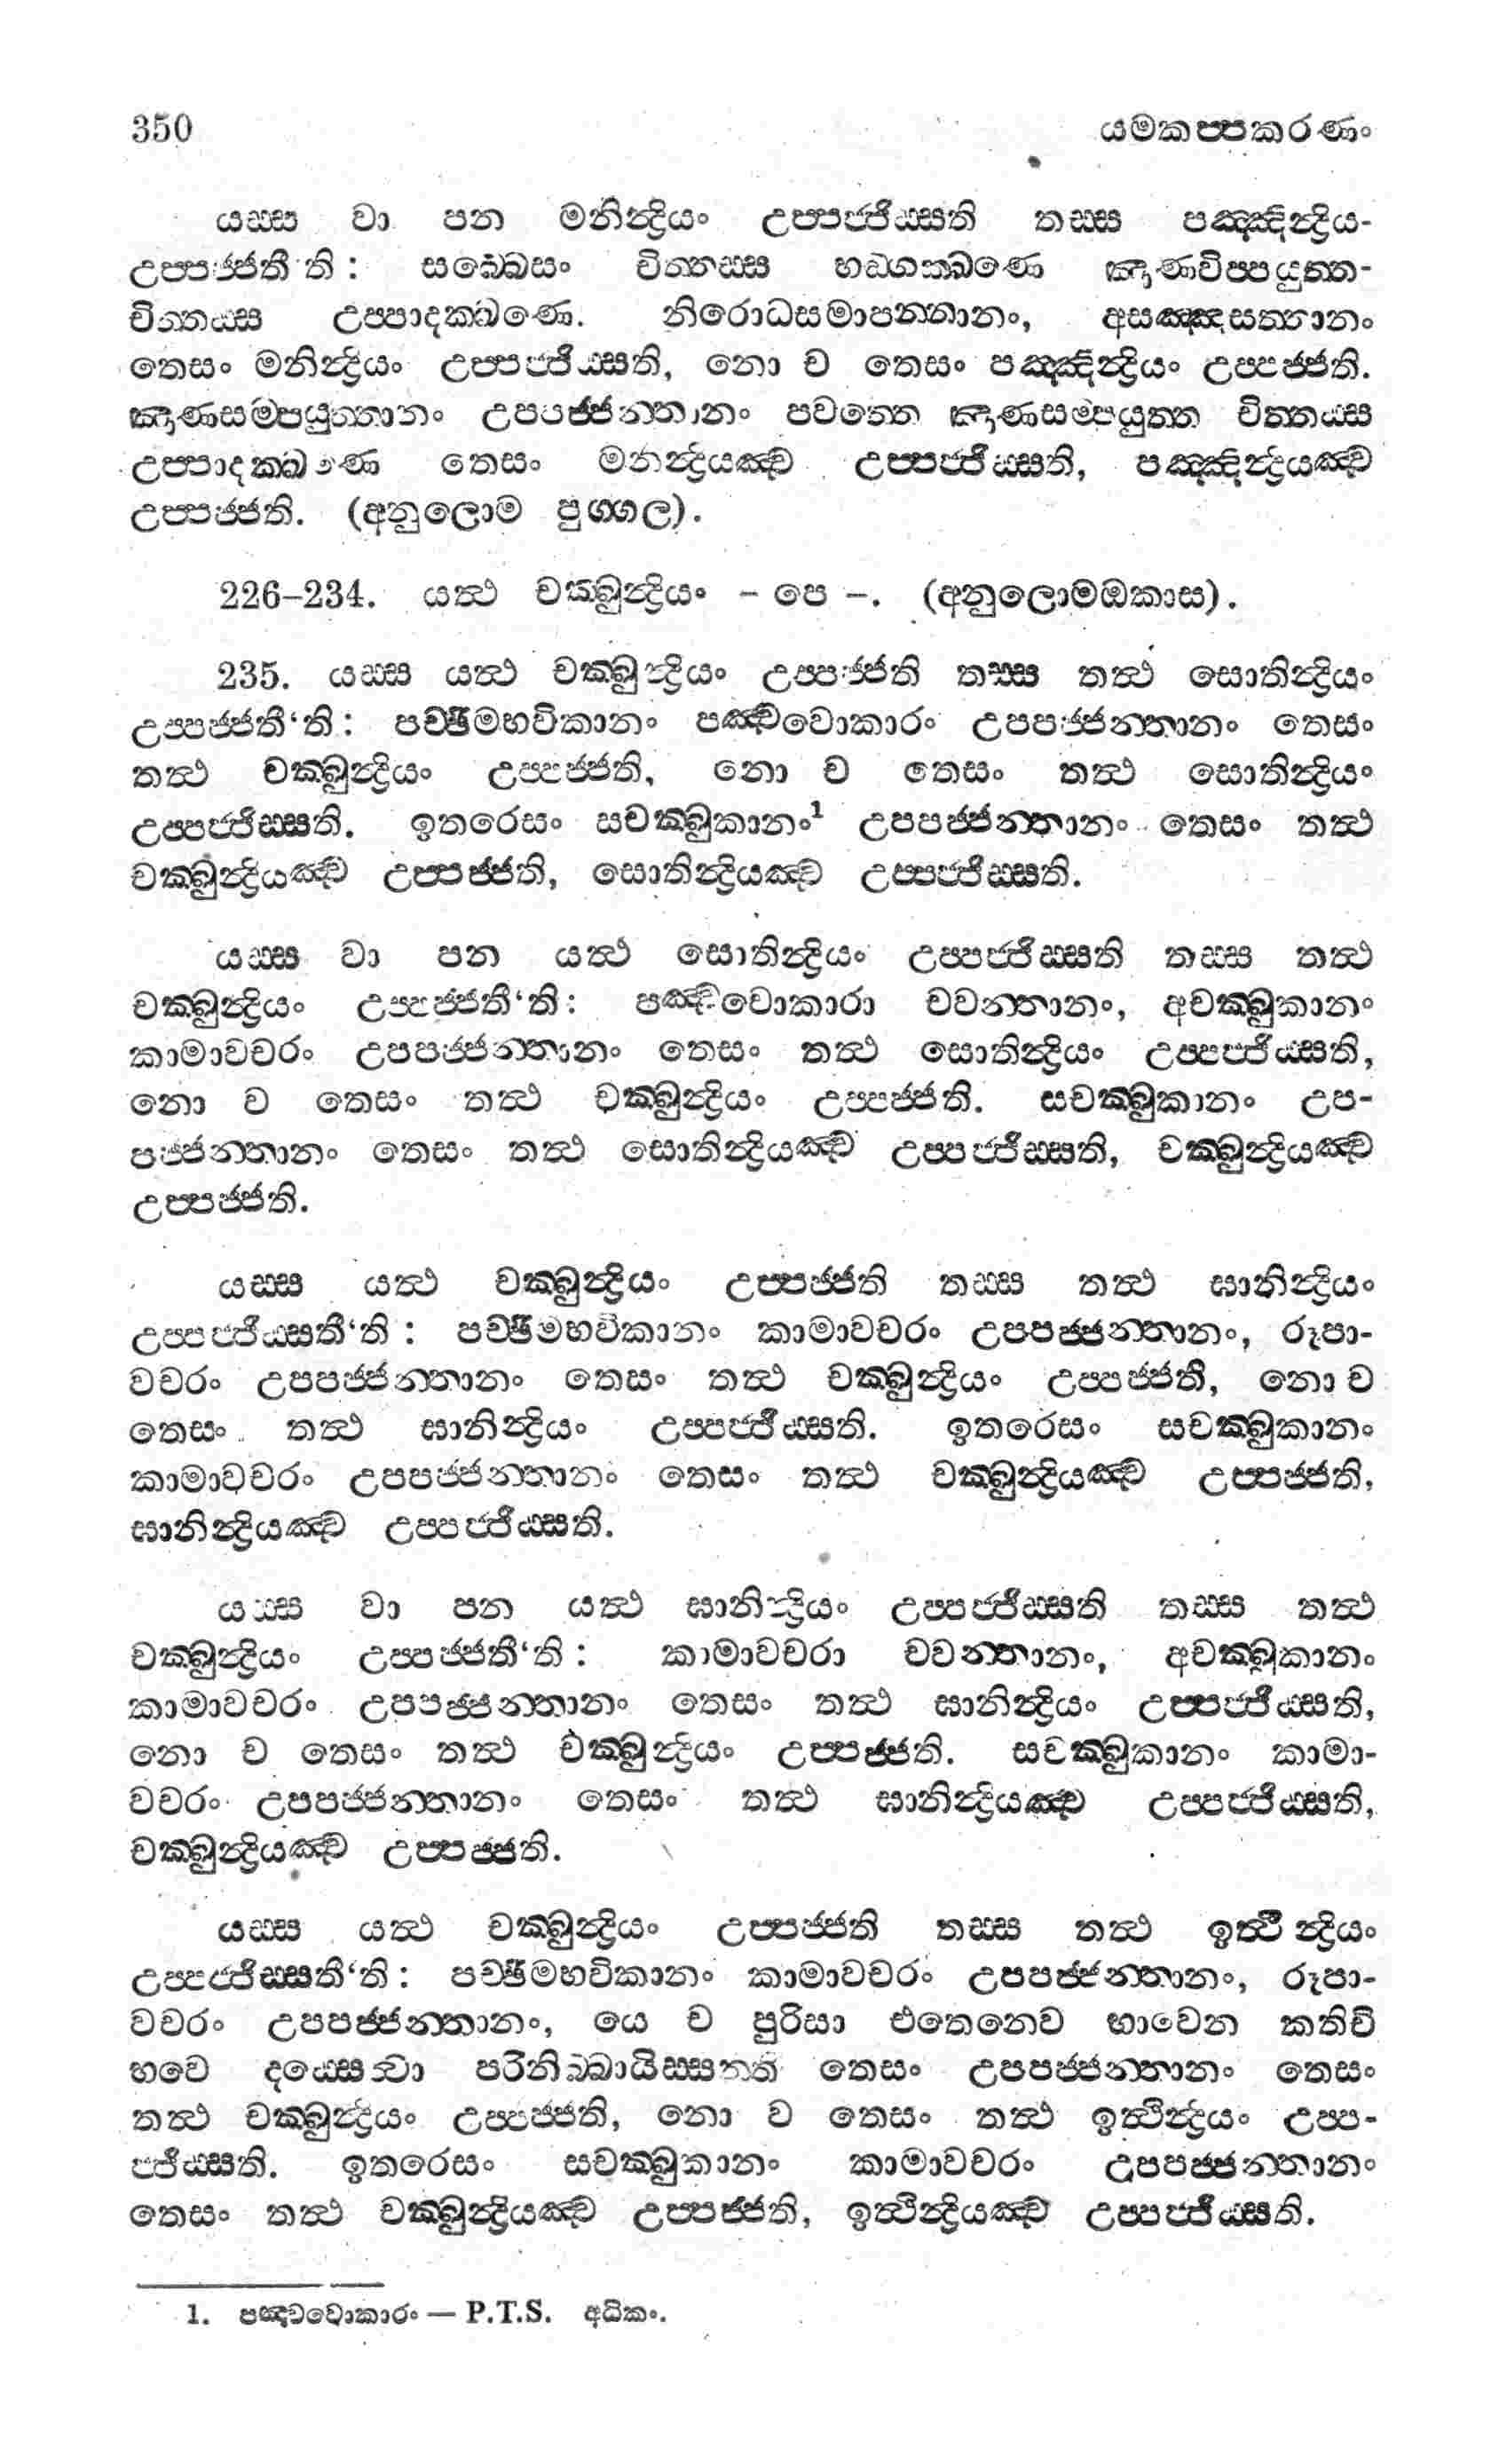 350 යමකප්පකරණං
යස්ස වා පන මනින්ද්‍රියං උප්පජ්ජිස්සති තස්ස පඤ්ඤින්ද්‍රිය-
උප්පජ්ජතී ති : සබ්බේසං චිත්තස්ස භඞ්ගක්ඛණෙ ඤාණවිප්පයුත්ත-
චිත්තස්ස උප්පාදක්ඛණෙ. නිරොධසමාපන්නානං, අසඤ්ඤසත්තානං
තෙසං මනින්ද්‍රියං උප්පජ්ජිස්සති, නො ච තෙසං පඤ්ඤින්ද්‍රියං උප්පජ්ජති.
ඤාණසම්පයුත්තානං උපපජ්ජන්තානං පවත්තෙ ඤාණසම්පයුත්ත චිත්තස්ස
උප්පාදක්ඛණෙ තෙසං මනින්ද්‍රියඤ්ච උප්පජ්ජිස්සති, පඤ්ඤින්ද්‍රියඤ්ච
උප්පජ්ජති. (අනුලොම පුග්ගල).
226–234. යත්ථ චක්ඛුන්ද්‍රියං – පෙ –. (අනුලොමඔකාස).
235. යස්ස යත්ථ චක්ඛුන්ද්‍රියං උප්පජ්ජති තස්ස තත්ථ සොතින්ද්‍රියං
උප්පජ්ජතී‘ති : පච්ඡිමභවිකානං පඤ්චවොකාරං උපපජ්ජන්තානං තෙසං
තත්ථ චක්ඛුන්ද්‍රියං උප්පජ්ජති, නො ච තෙසං තත්ථ සොතින්ද්‍රියං
උප්පජ්ජිස්සති. ඉතරෙසං සචක්ඛුකානං1 උපපජ්ජන්තානං තෙසං තත්ථ
චක්ඛුන්ද්‍රියඤ්ච උප්පජ්ජති, සොතින්ද්‍රියඤ්ච උප්පජ්ජිස්සති.
යස්ස වා පන යත්ථ සොතින්ද්‍රියං උප්පජ්ජිස්සති තස්ස තත්ථ
චක්ඛුන්ද්‍රියං උප්පජ්ජතී‘ති : පඤ්චවොකාරා චවන්තානං, අචක්ඛුකානං
කාමාවචරං උපපජ්ජන්තානං තෙසං තත්ථ සොතින්ද්‍රියං උප්පජ්ජිස්සති,
නො ච තෙසං තත්ථ චක්ඛුන්ද්‍රියං උප්පජ්ජති. සචක්ඛුකානං උප-
පජ්ජන්තානං තෙසං තත්ථ සොතින්ද්‍රියඤ්ච උප්පජ්ජිස්සති, චක්ඛුන්ද්‍රියඤ්ච
උප්පජ්ජති.
යස්ස යත්ථ චක්ඛුන්ද්‍රියං උප්පජ්ජති තස්ස තත්ථ ඝානින්ද්‍රියං
උප්පජ්ජිස්සතී‘ති : පච්ඡිමභවිකානං කාමාවචරං උපපජ්ජන්තානං, රූපා-
වචරං උපපජ්ජන්තානං තෙසං තත්ථ චක්ඛුන්ද්‍රියං උප්පජ්ජති, නො ච
තෙසං තත්ථ ඝානින්ද්‍රියං උප්පජ්ජිස්සති. ඉතරෙසං සචක්ඛුකානං
කාමාවචරං උපපජ්ජන්තානං තෙසං තත්ථ චක්ඛුන්ද්‍රියඤ්ච උප්පජ්ජති,
ඝානින්ද්‍රියඤ්ච උප්පජ්ජිස්සති.
යස්ස වා පන යත්ථ ඝානින්ද්‍රියං උප්පජ්ජිස්සති තස්ස තත්ථ
චක්ඛුන්ද්‍රියං උප්පජ්ජතී‘ති : කාමාවචරා චවන්තානං, අචක්ඛුකානං
කාමාවචරං උපපජ්ජන්තානං තෙසං තත්ථ ඝානින්ද්‍රියං උප්පජ්ජිස්සති,
නො ච තෙසං තත්ථ චක්ඛුන්ද්‍රියං උප්පජ්ජති. සචක්ඛුකානං කාමා-
වචරං උපපජ්ජන්තානං තෙසං තත්ථ ඝානින්ද්‍රියඤ්ච උප්පජ්ජිස්සති,
චක්ඛුන්ද්‍රියඤ්ච උප්පජ්ජති.
යස්ස යත්ථ චක්ඛුන්ද්‍රියං උප්පජ්ජති තස්ස තත්ථ ඉත්ථින්ද්‍රියං
උප්පජ්ජිස්සතී‘ති : පච්ඡිමභවිකානං කාමාවචරං උපපජ්ජන්තානං, රූපා-
වචරං උපපජ්ජන්තානං, යෙ ච පුරිසා එතෙනෙව භාවෙන කතිචි
භවෙ දස්සෙත්වා පරිනිබ්බායිස්සන්ති තෙසං උපපජ්ජන්තානං තෙසං
තත්ථ චක්ඛුන්ද්‍රියං උප්පජ්ජති, නො ච තෙසං තත්ථ ඉත්ථින්ද්‍රියං උප්ප-
ජ්ජිස්සති. ඉතරෙසං සචක්ඛුකානං කාමාවචරං උපපජ්ජන්තානං
තෙසං තත්ථ චක්ඛුන්ද්‍රියඤ්ච උප්පජ්ජති, ඉත්ථින්ද්‍රියඤ්ච උප්පජ්ජිස්සති.
1. පඤ්චවොකාරං — P.T.S. අධිකං.